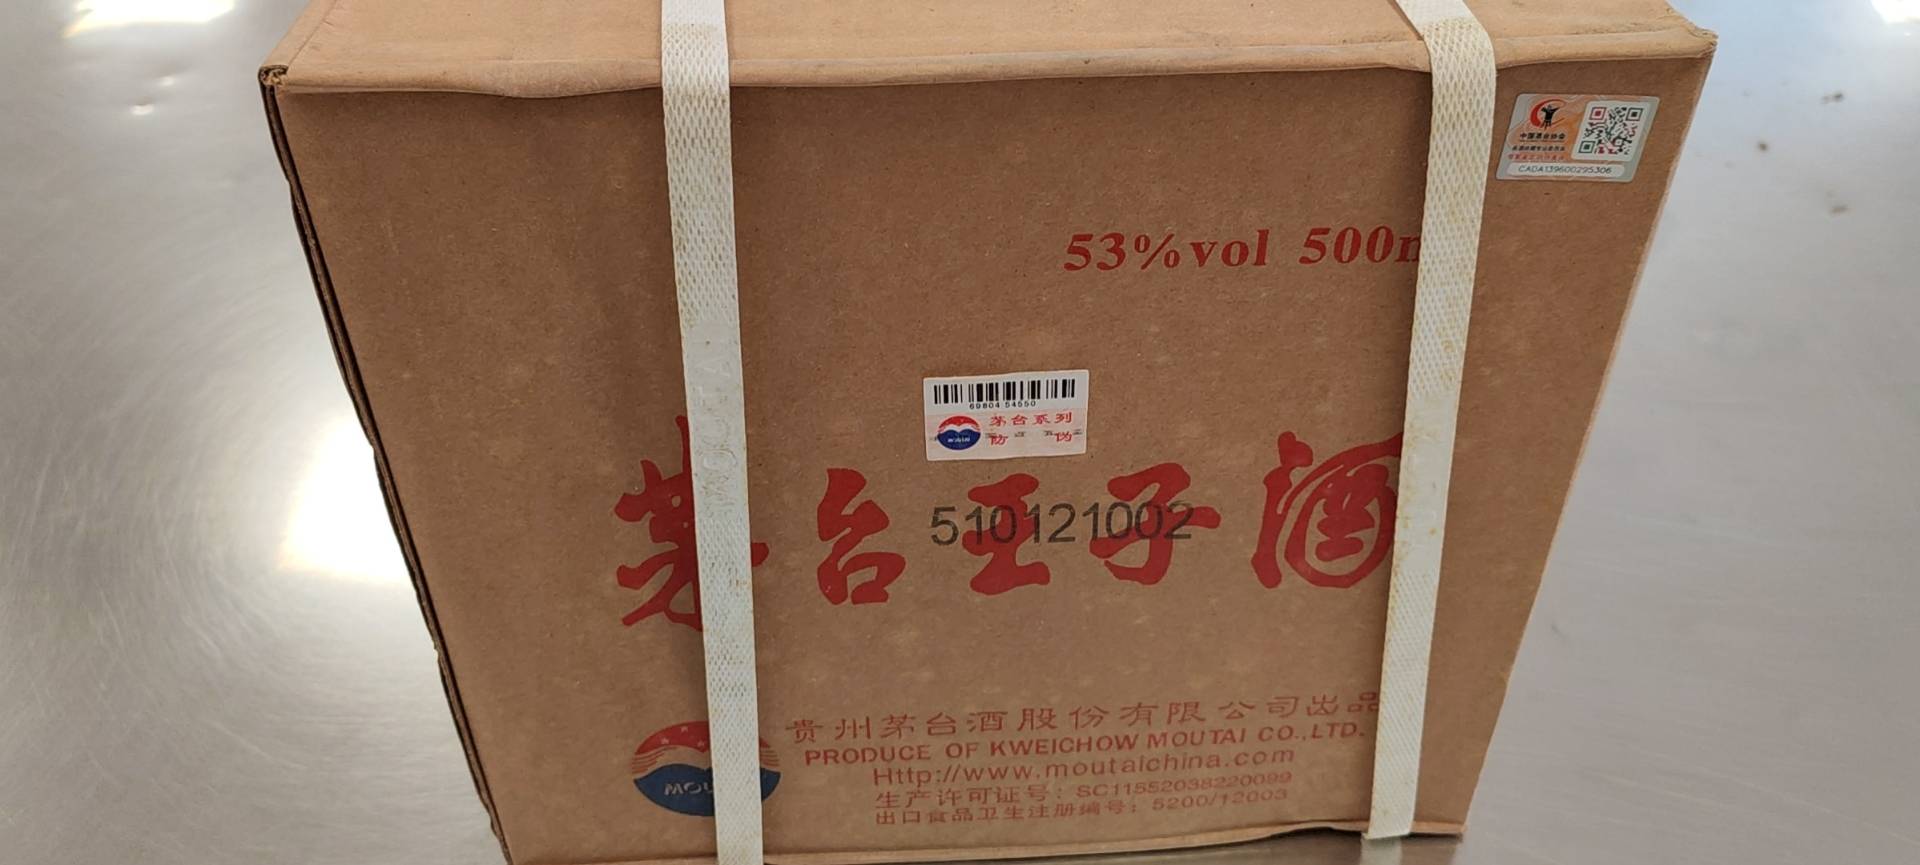 中国酒业协会
CADA139600295306
53%vol 500m
69804 54550
茅台系列
防伪
茅台王子酒
510121002
MOU
贵州茅台酒股份有限公司出品
PRODUCE OF KWEICHOW MOUTAI CO.,LTD.
Http://www.moutaichina.com
生产许可证号：SC11552038220099
出口食品卫生注册编号：5200/12003